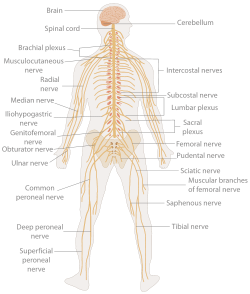 Brain
Cerebellum
Spinal cord
Brachial plexus
Musculocutaneous
nerve
Intercostal nerves
Radial
nerve
Subcostal nerve
Median nerve
Lumbar plexus
Iliohypogastric
nerve
Sacral
plexus
Genitofemoral
nerve
Femoral nerve
Obturator nerve
Pudental nerve
Ulnar nerve
Sciatic nerve
Muscular branches
of femoral nerve
Common
peroneal nerve
Saphenous nerve
Deep peroneal
nerve
Tibial nerve
Superficial
peroneal
nerve